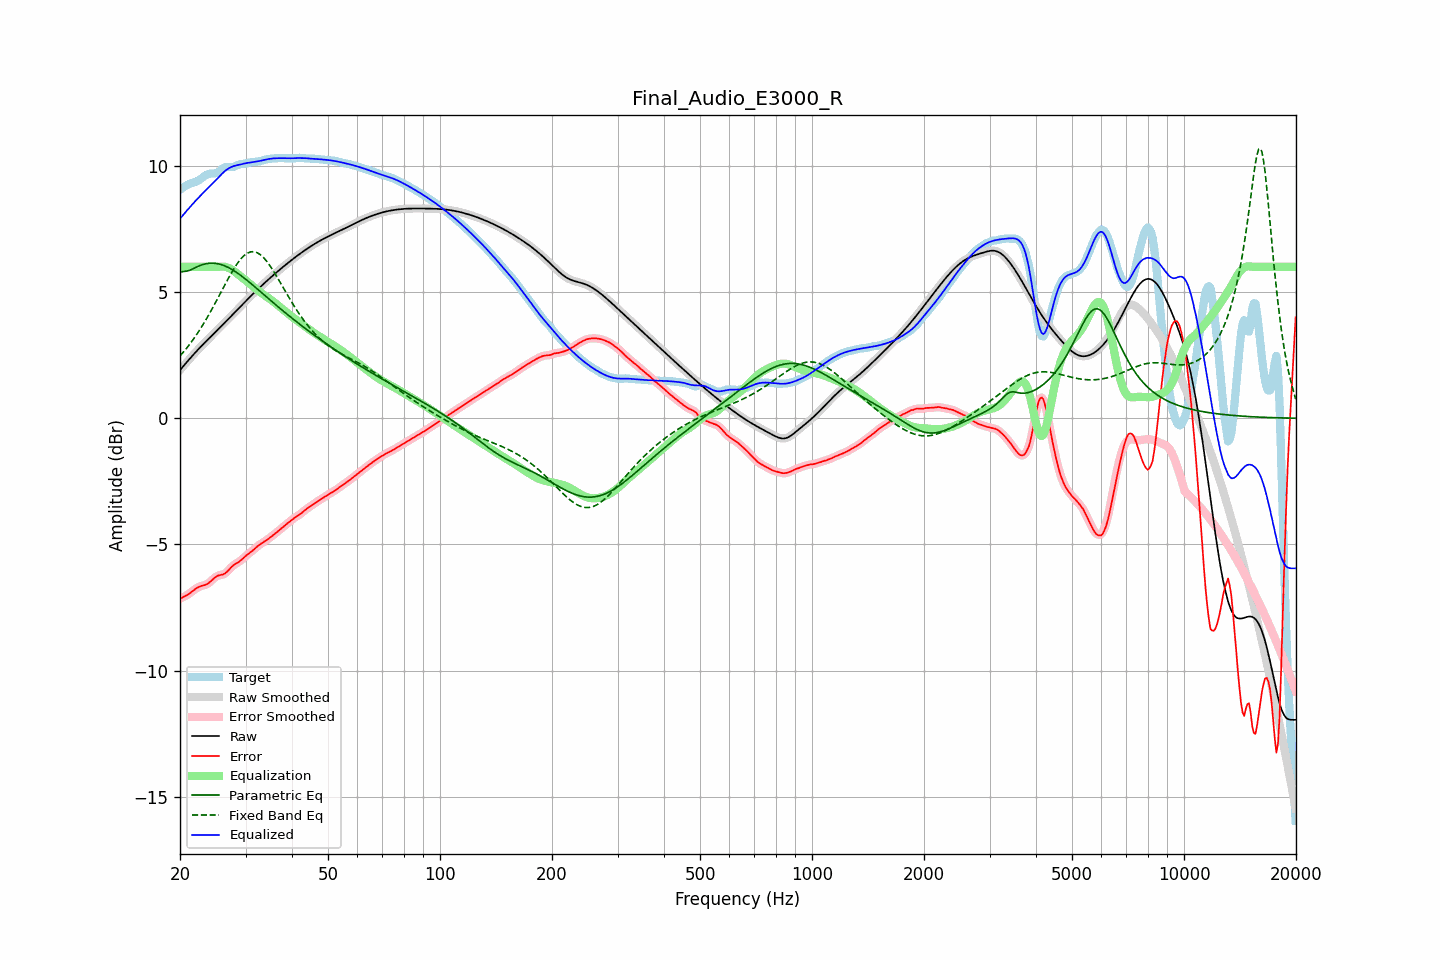 Final_Audio_E3000_R
Amplitude (dBr)
10
5
0
−5
−10
−15
Target
Raw Smoothed
Error Smoothed
Raw
Error
Equalization
Parametric Eq
Fixed Band Eq
Equalized
20 50 100 200 500 1000 2000 5000 10000 20000
Frequency (Hz)